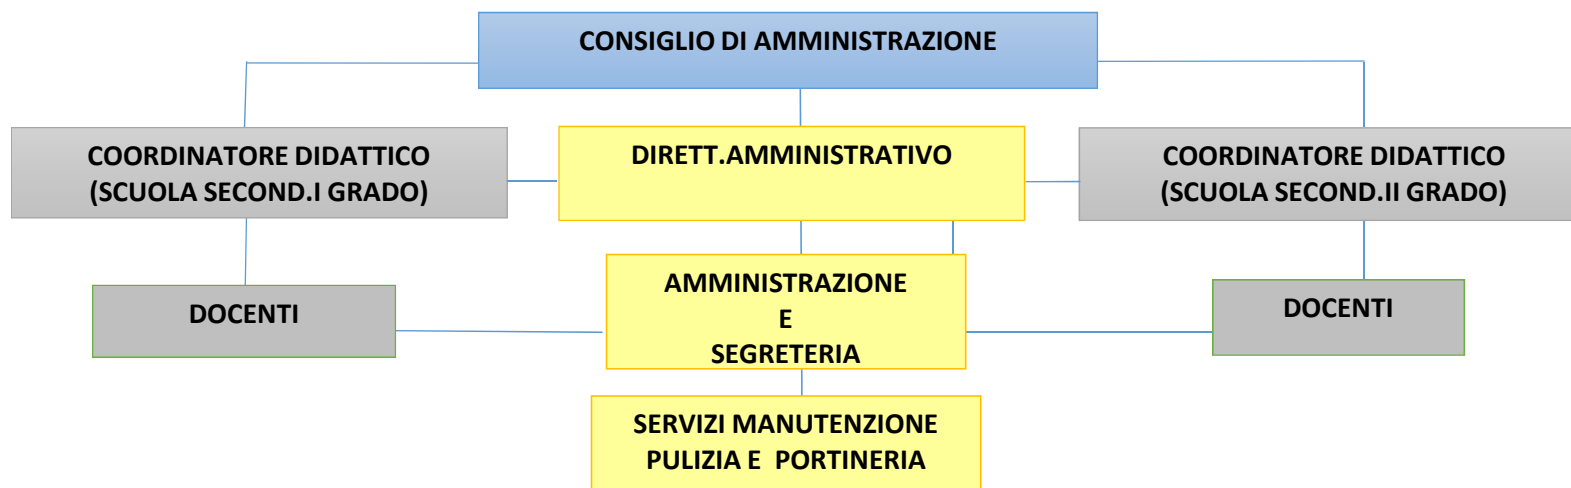 CONSIGLIO DI AMMINISTRAZIONE
COORDINATORE DIDATTICO
(SCUOLA SECOND.I GRADO)
DIRETT.AMMINISTRATIVO
COORDINATORE DIDATTICO
(SCUOLA SECOND.II GRADO)
DOCENTI
AMMINISTRAZIONE
E
SEGRETERIA
DOCENTI
SERVIZI MANUTENZIONE
PULIZIA E PORTINERIA